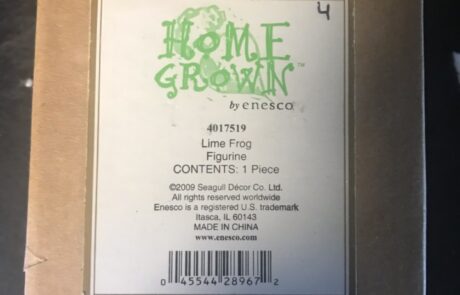 4
HOME
GROWN™
by enesco
4017519
Lime Frog
Figurine
CONTENTS: 1 Piece
©2009 Seagull Décor Co. Ltd.
All rights reserved worldwide
Enesco is a registered U.S. trademark
Itasca, IL 60143
MADE IN CHINA
www.enesco.com
0 45544 28967 2